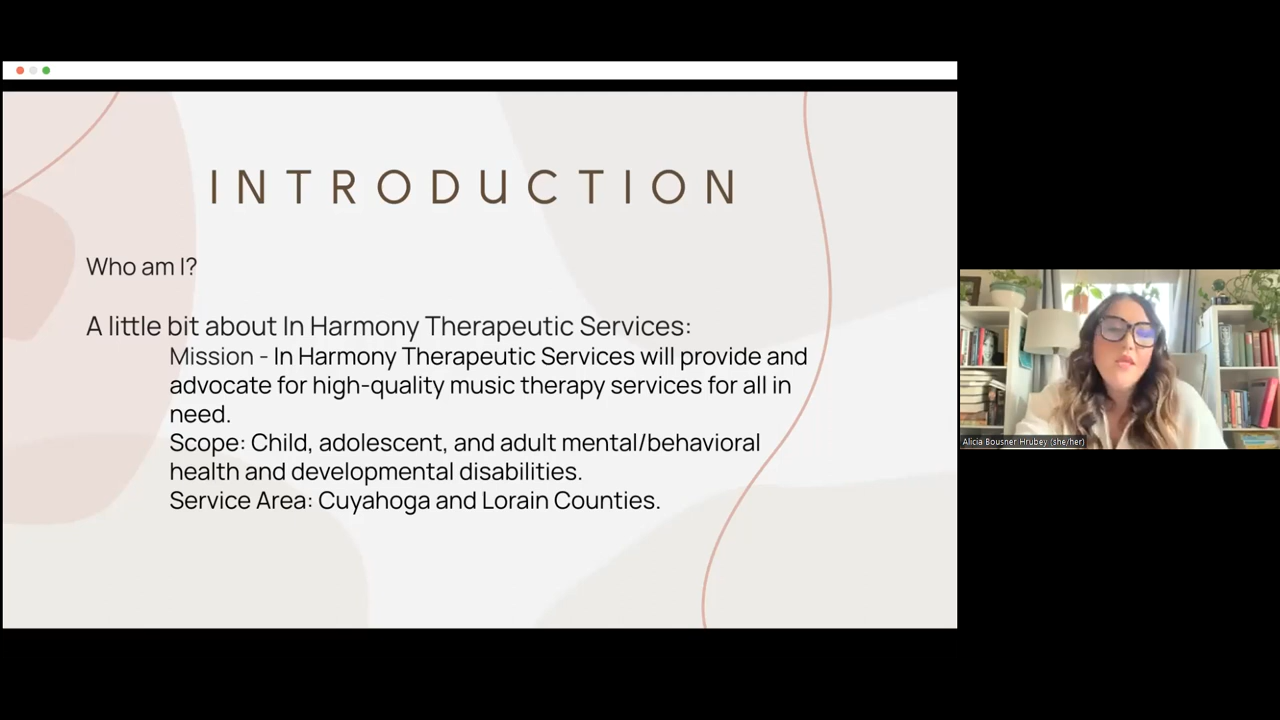 INTRODUCTION
Who am I?
A little bit about In Harmony Therapeutic Services:
Mission - In Harmony Therapeutic Services will provide and
advocate for high-quality music therapy services for all in
need.
Scope: Child, adolescent, and adult mental/behavioral
health and developmental disabilities.
Service Area: Cuyahoga and Lorain Counties.
Alicia Bousner Hrubey (she/her)